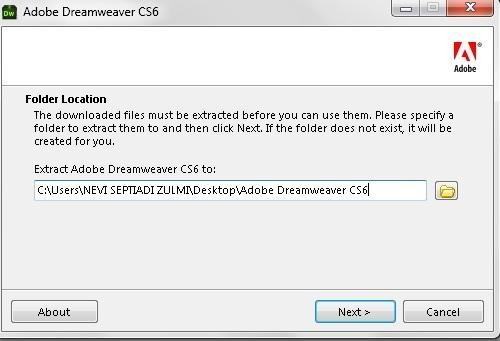 Adobe Dreamweaver CS6
Adobe
Folder Location
The downloaded files must be extracted before you can use them. Please specify a
folder to extract them to and then click Next. If the folder does not exist, it will be
created for you.
Extract Adobe Dreamweaver CS6 to:
C:\Users\NEVI SEPTIADI ZULMI\Desktop\Adobe Dreamweaver CS6
About
Next >
Cancel